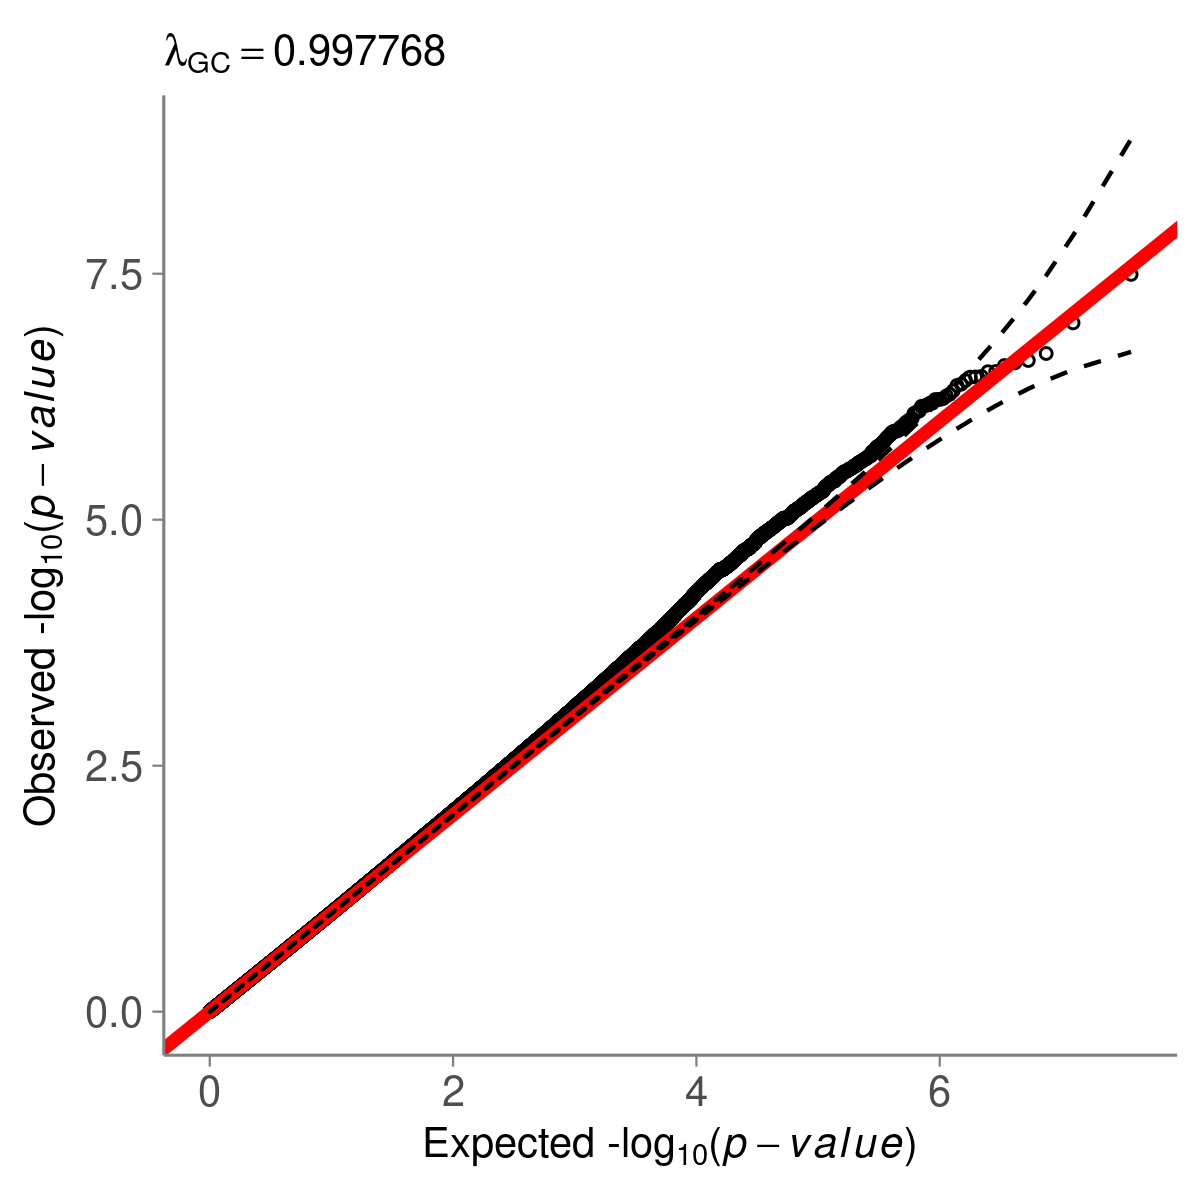 λGC = 0.997768
Observed -log10(p − value)
7.5
5.0
2.5
0.0
0 2 4 6
Expected -log10(p − value)